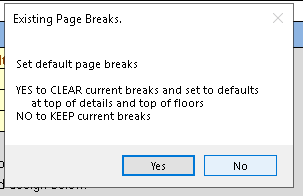 Existing Page Breaks.
Set default page breaks
YES to CLEAR current breaks and set to defaults
at top of details and top of floors
NO to KEEP current breaks
Yes
No